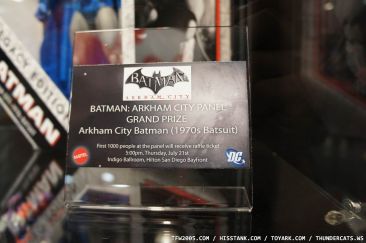 LEGACY EDITION
BATMAN
BATMAN
ARKHAM CITY
BATMAN: ARKHAM CITY PANEL
GRAND PRIZE
Arkham City Batman (1970s Batsuit)
First 1000 people at the panel will receive raffle ticket
5:00pm, Thursday, July 21st
Indigo Ballroom, Hilton San Diego Bayfront
MATTEL
DC
TFW2005.COM / HISSTANK.COM / TOYARK.COM / THUNDERCATS.WS